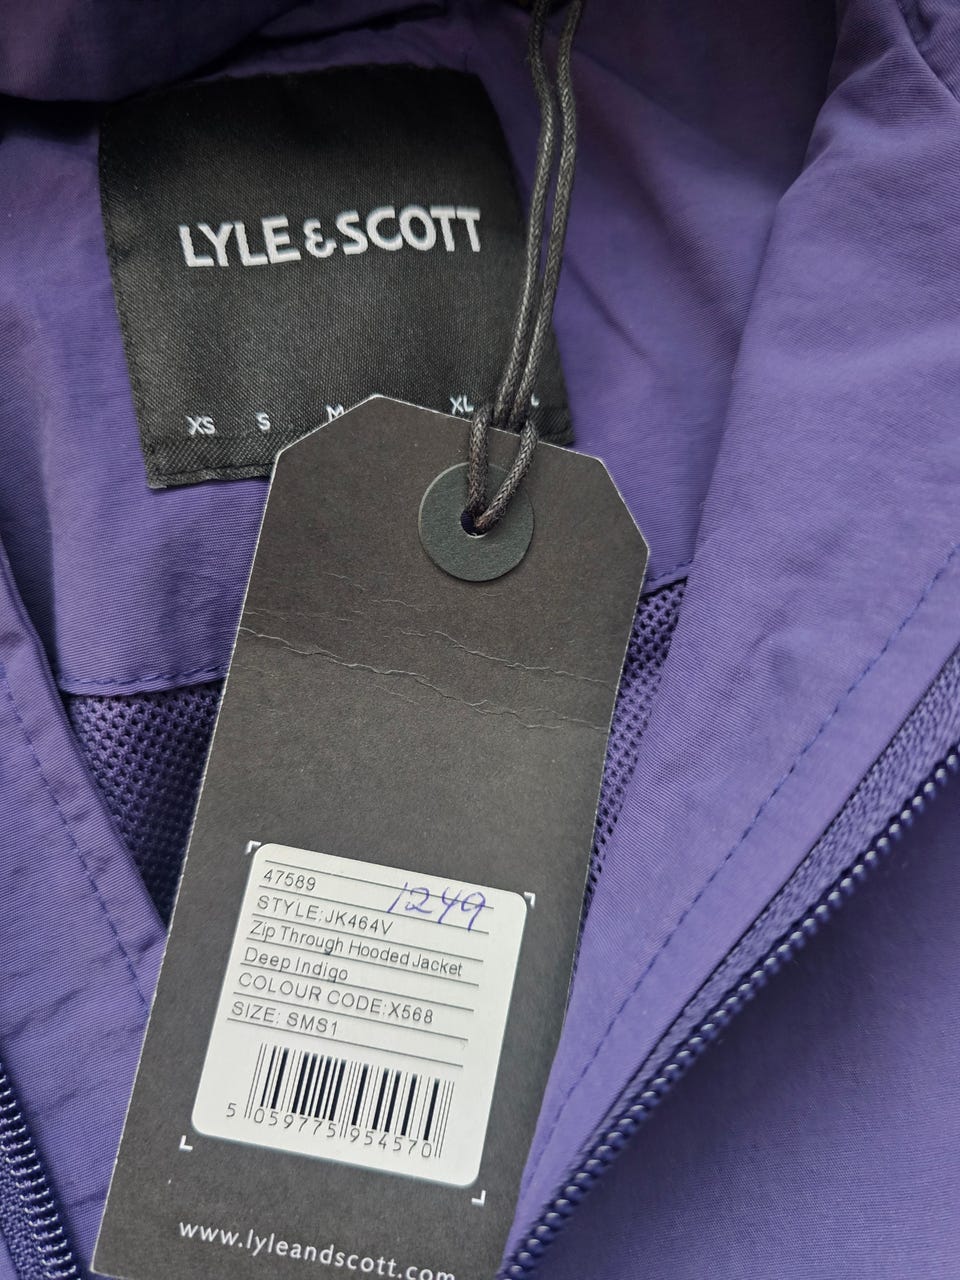 LYLE & SCOTT
XS S M XL
47589
1249
STYLE:JK464V
Zip Through Hooded Jacket
Deep Indigo
COLOUR CODE:X568
SIZE: SMS1
5 059775 954570
www.lyleandscott.com